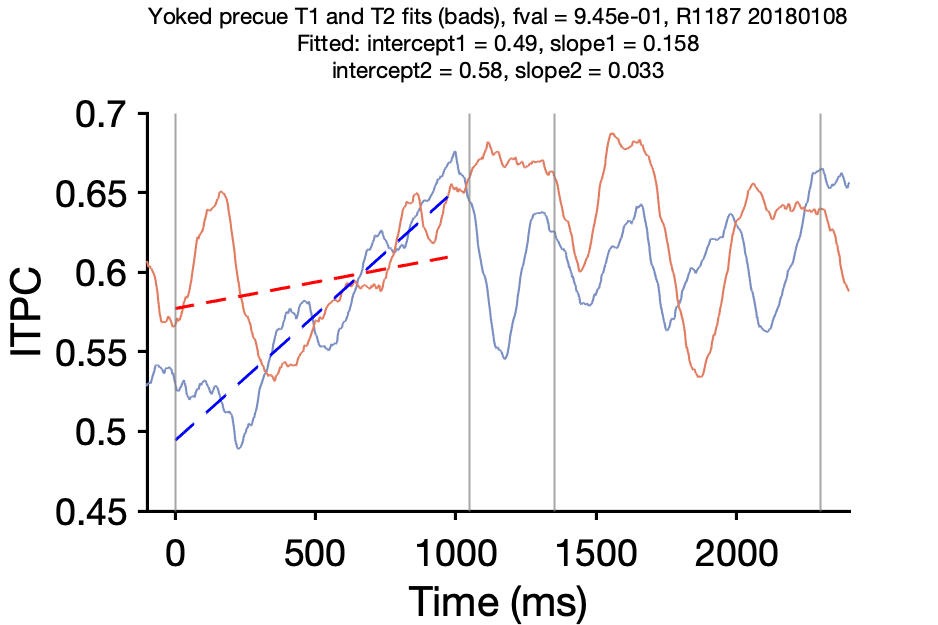 Yoked precue T1 and T2 fits (bads), fval = 9.45e-01, R1187 20180108
Fitted: intercept1 = 0.49, slope1 = 0.158
intercept2 = 0.58, slope2 = 0.033
0.7
0.65
0.6
0.55
0.5
0.45
ITPC
0 500 1000 1500 2000
Time (ms)